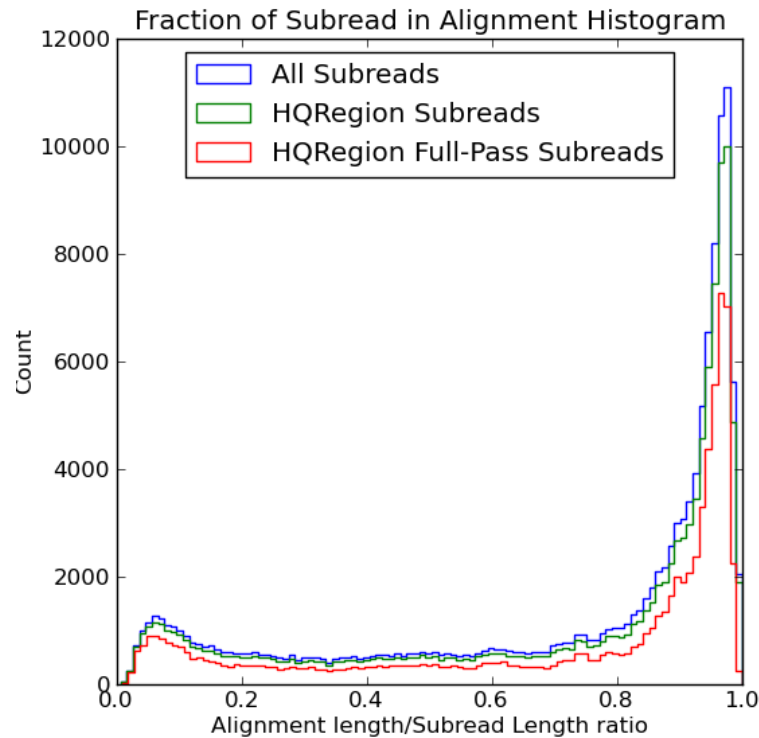 Fraction of Subread in Alignment Histogram
12000
10000
8000
6000
4000
2000
0
Count
All Subreads
HQRegion Subreads
HQRegion Full-Pass Subreads
0.0 0.2 0.4 0.6 0.8 1.0
Alignment length/Subread Length ratio